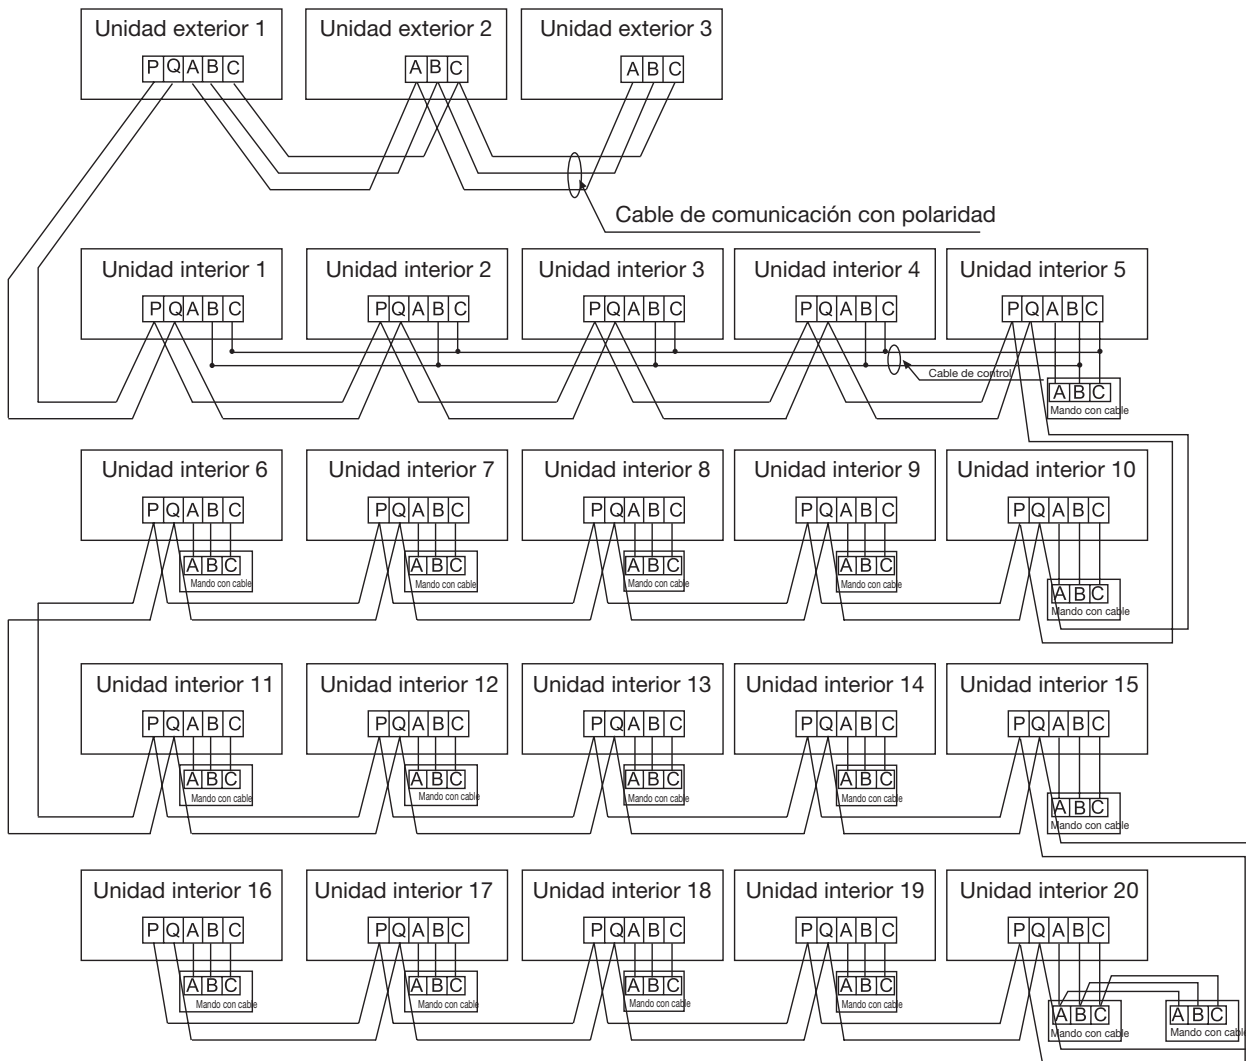 Unidad exterior 1 Unidad exterior 2 Unidad exterior 3
P Q A B C A B C A B C
Cable de comunicación con polaridad
Unidad interior 1 Unidad interior 2 Unidad interior 3 Unidad interior 4 Unidad interior 5
P Q A B C P Q A B C P Q A B C P Q A B C P Q A B C
Cable de control
A B C
Mando con cable
Unidad interior 6 Unidad interior 7 Unidad interior 8 Unidad interior 9 Unidad interior 10
P Q A B C P Q A B C P Q A B C P Q A B C P Q A B C
A B C A B C A B C A B C A B C
Mando con cable Mando con cable Mando con cable Mando con cable Mando con cable
Unidad interior 11 Unidad interior 12 Unidad interior 13 Unidad interior 14 Unidad interior 15
P Q A B C P Q A B C P Q A B C P Q A B C P Q A B C
A B C A B C A B C A B C A B C
Mando con cable Mando con cable Mando con cable Mando con cable Mando con cable
Unidad interior 16 Unidad interior 17 Unidad interior 18 Unidad interior 19 Unidad interior 20
P Q A B C P Q A B C P Q A B C P Q A B C P Q A B C
A B C A B C A B C A B C A B C A B C
Mando con cable Mando con cable Mando con cable Mando con cable Mando con cable Mando con cable